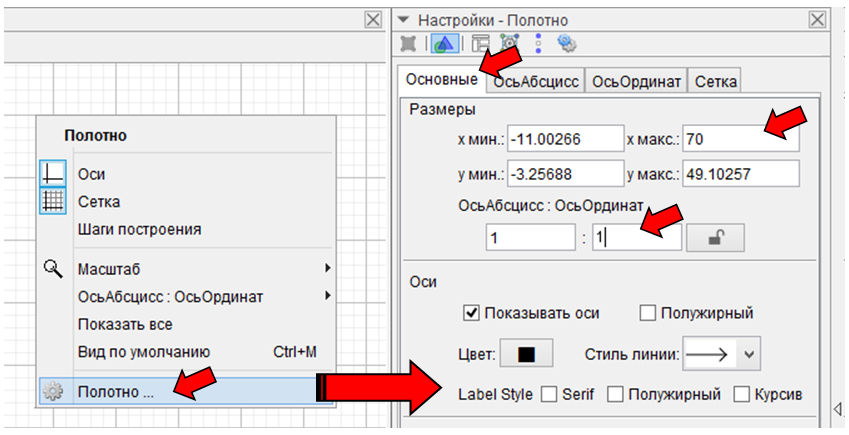 Настройки - Полотно
Основные ОсьАбсцисс ОсьОрдинат Сетка
Размеры
x мин.: -11.00266 x макс.: 70
y мин.: -3.25688 y макс.: 49.10257
ОсьАбсцисс : ОсьОрдинат
1 : 1
Оси
Показывать оси Полужирный
Цвет: Стиль линии:
Label Style Serif Полужирный Курсив
Полотно
Оси
Сетка
Шаги построения
Масштаб
ОсьАбсцисс : ОсьОрдинат
Показать все
Вид по умолчанию Ctrl+M
Полотно ...